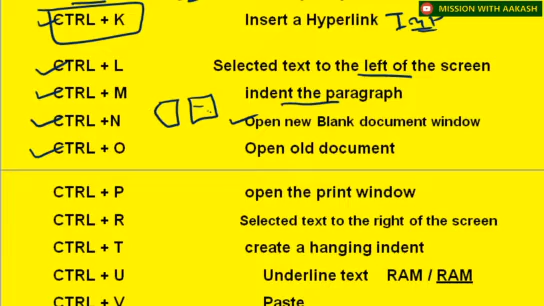 MISSION WITH AAKASH
CTRL + K Insert a Hyperlink Imp
CTRL + L Selected text to the left of the screen
CTRL + M indent the paragraph
CTRL +N Open new Blank document window
CTRL + O Open old document
CTRL + P open the print window
CTRL + R Selected text to the right of the screen
CTRL + T create a hanging indent
CTRL + U Underline text RAM / RAM
CTRL + V Paste